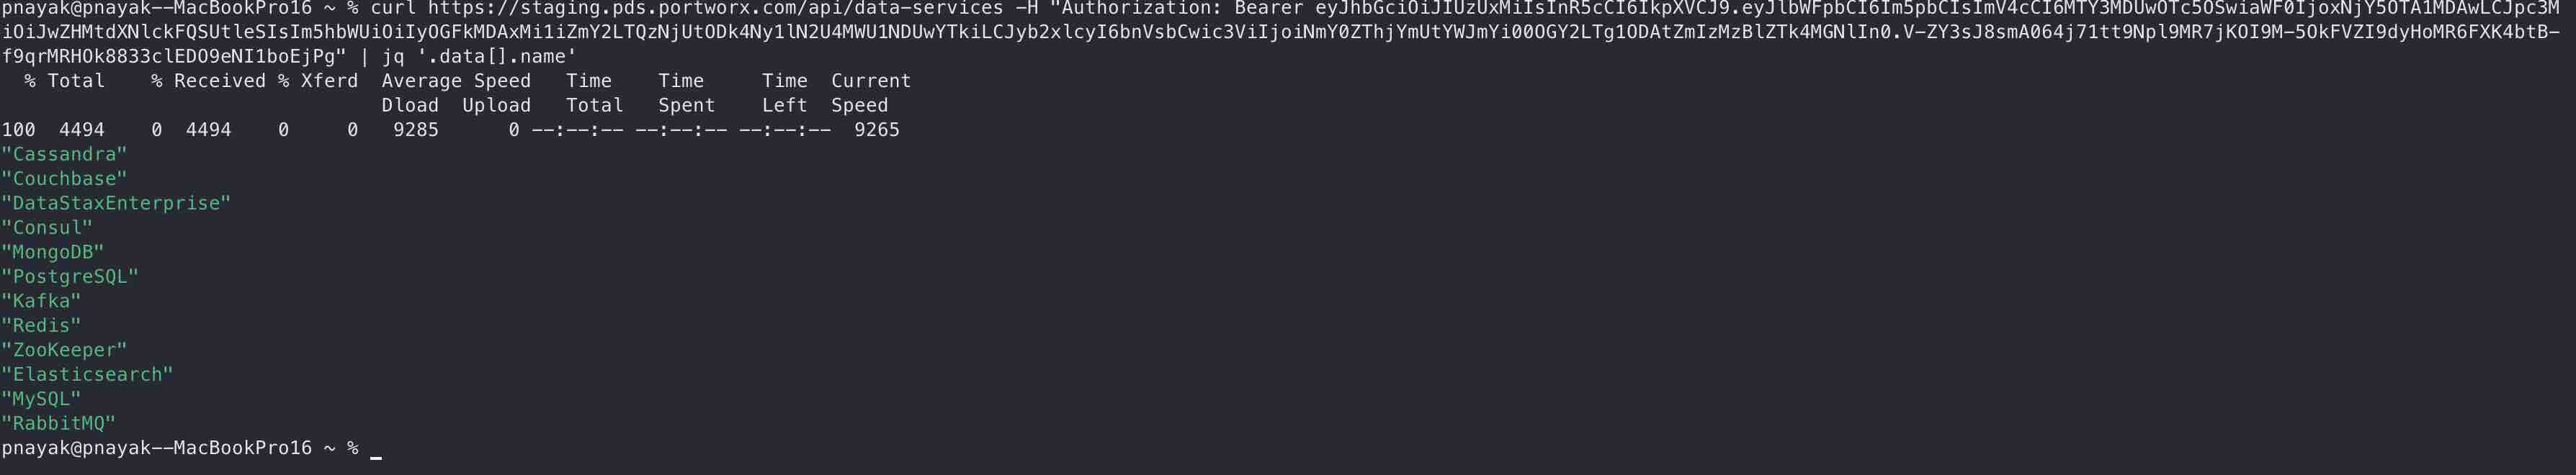 pnayak@pnayak--MacBookPro16 ~ % curl https://staging.pds.portworx.com/api/data-services -H "Authorization: Bearer eyJhbGciOiJIUzUxMiIsInR5cCI6IkpXVCJ9.eyJlbWFpbCI6Im5pbCIsImV4cCI6MTY3MDUwOTc5OSwiaWF0IjoxNjY5OTA1MDAwLCJpc3M
iOiJwZHMtdXNlckFQSUtleSIsIm5hbWUiOiIyOGFkMDAxMi1iZmY2LTQzNjUtODk4Ny1lN2U4MWU1NDUwYTkiLCJyb2xlcyI6bnVsbCwic3ViIjoiNmY0ZThjYmUtYWJmYi00OGY2LTg1ODAtZmIzMzBlZTk4MGNlIn0.V-ZY3sJ8smA064j71tt9Npl9MR7jKOI9M-5OkFVZI9dyHoMR6FXK4btB-
f9qrMRHOk8833clEDO9eNI1boEjPg" | jq '.data[].name'
% Total % Received % Xferd Average Speed Time Time Time Current
Dload Upload Total Spent Left Speed
100 4494 0 4494 0 0 9285 0 --:--:-- --:--:-- --:--:-- 9265
"Cassandra"
"Couchbase"
"DataStaxEnterprise"
"Consul"
"MongoDB"
"PostgreSQL"
"Kafka"
"Redis"
"ZooKeeper"
"Elasticsearch"
"MySQL"
"RabbitMQ"
pnayak@pnayak--MacBookPro16 ~ % _